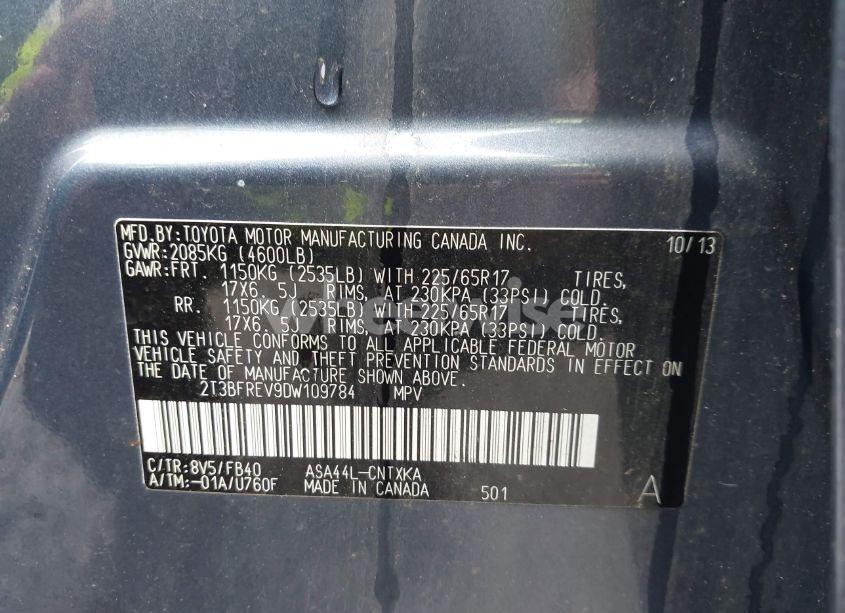 MFD.BY:TOYOTA MOTOR MANUFACTURING CANADA INC. 10/13
GVWR:2085KG (4600LB)
GAWR:FRT. 1150KG (2535LB) WITH 225/65R17 TIRES,
17X6.5J RIMS, AT 230KPA (33PSI) COLD.
RR. 1150KG (2535LB) WITH 225/65R17 TIRES,
17X6.5J RIMS, AT 230KPA (33PSI) COLD.
THIS VEHICLE CONFORMS TO ALL APPLICABLE FEDERAL MOTOR
VEHICLE SAFETY AND THEFT PREVENTION STANDARDS IN EFFECT ON
THE DATE OF MANUFACTURE SHOWN ABOVE.
2T3BFREV9DW109784 MPV
C/TR:8V5/FB40 ASA44L-CNTXKA
A/TM:-01A/U760F MADE IN CANADA 501 A